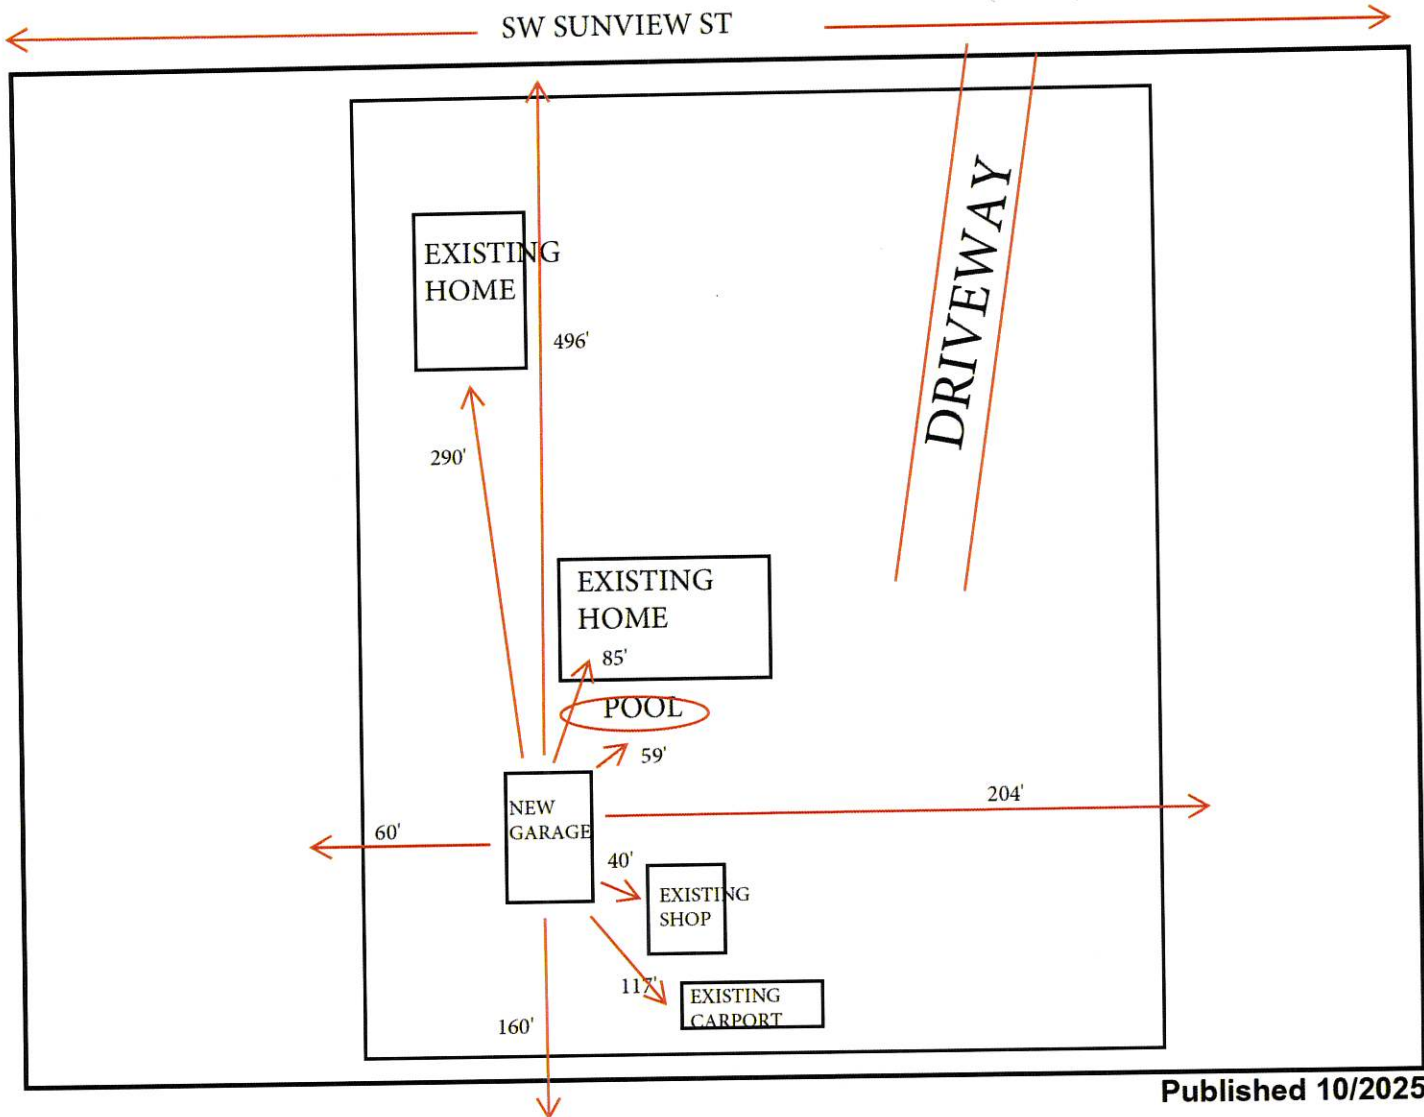 SW SUNVIEW ST
DRIVEWAY
EXISTING
HOME
496'
290'
EXISTING
HOME
85'
POOL
59'
NEW
GARAGE
204'
60'
40'
EXISTING
SHOP
117'
EXISTING
CARPORT
160'
Published 10/2025